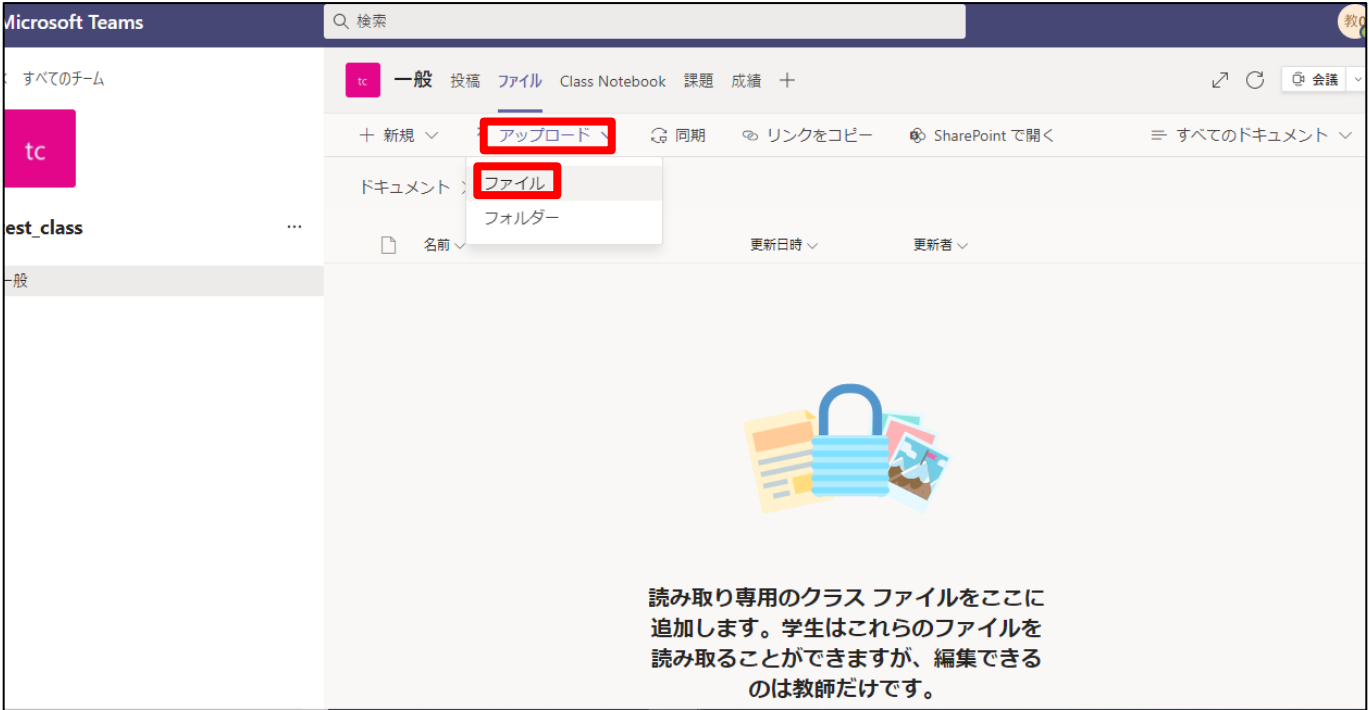 Microsoft Teams
検索
すべてのチーム
tc
est_class
…
一般
tc 一般 投稿 ファイル Class Notebook 課題 成績 +
会議
+ 新規 アップロード 同期 リンクをコピー SharePoint で開く すべてのドキュメント
ドキュメント >
ファイル
フォルダー
名前 更新日時 更新者
読み取り専用のクラス ファイルをここに
追加します。学生はこれらのファイルを
読み取ることができますが、編集できる
のは教師だけです。